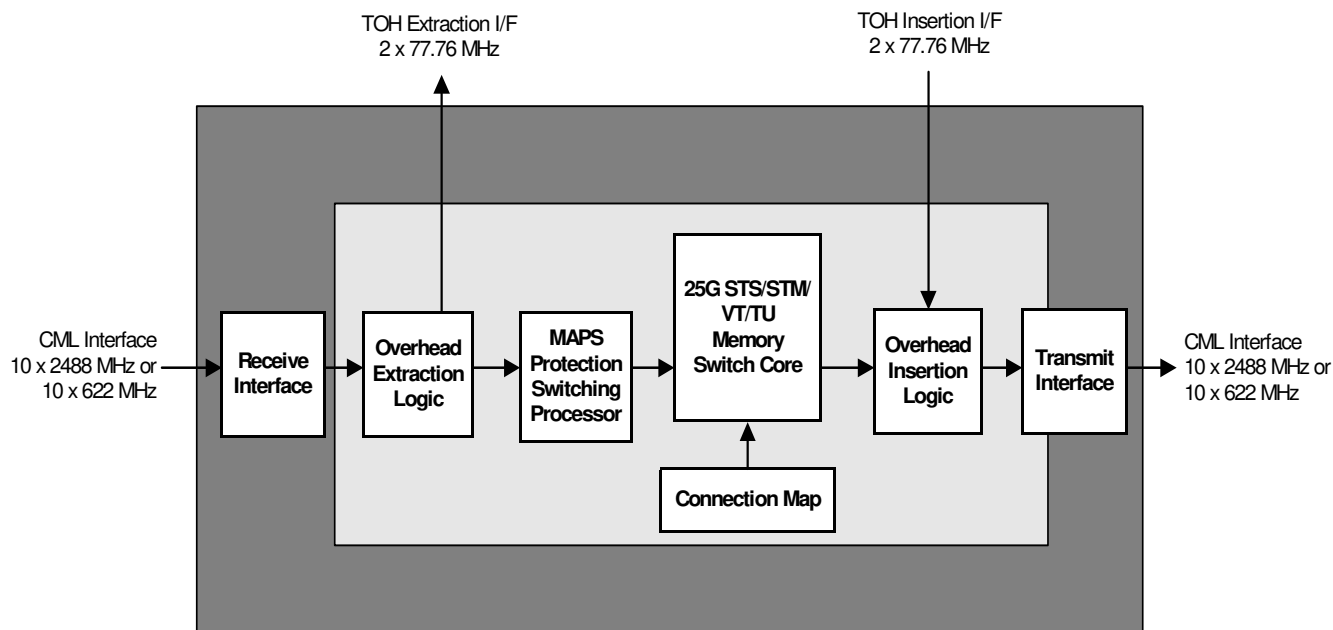 TOH Extraction I/F
2 x 77.76 MHz
TOH Insertion I/F
2 x 77.76 MHz
CML Interface
10 x 2488 MHz or
10 x 622 MHz
Receive
Interface
Overhead
Extraction
Logic
MAPS
Protection
Switching
Processor
25G STS/STM/
VT/TU
Memory
Switch Core
Connection Map
Overhead
Insertion
Logic
Transmit
Interface
CML Interface
10 x 2488 MHz or
10 x 622 MHz